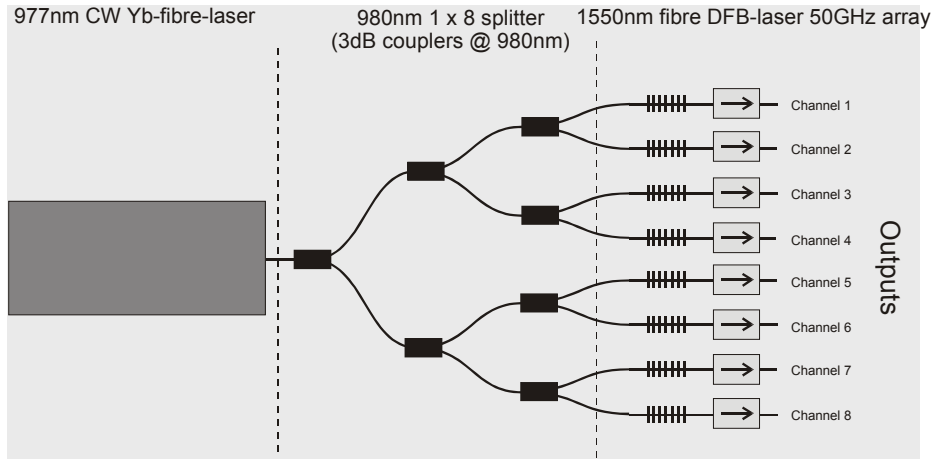 977nm CW Yb-fibre-laser
980nm 1 x 8 splitter
(3dB couplers @ 980nm)
1550nm fibre DFB-laser 50GHz array
Channel 1
Channel 2
Channel 3
Channel 4
Channel 5
Channel 6
Channel 7
Channel 8
Outputs